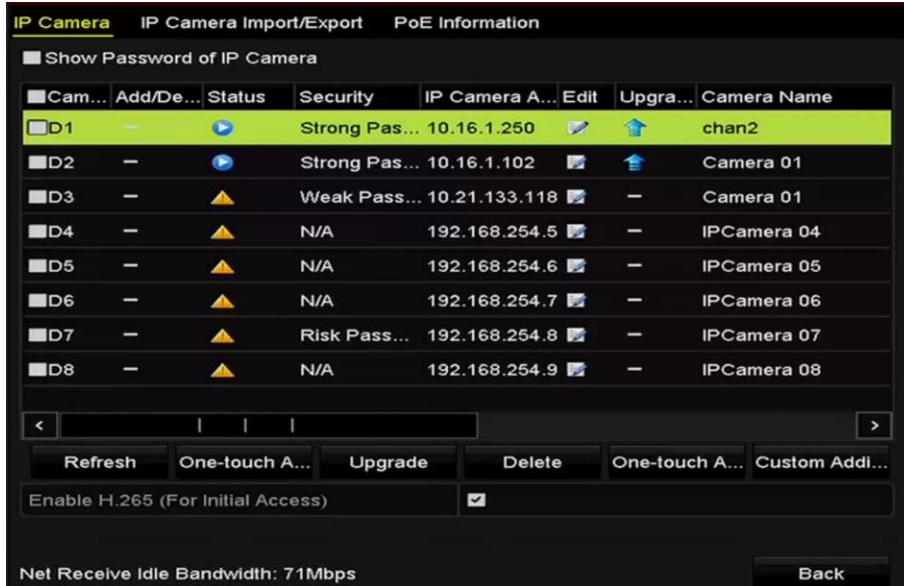 IP Camera IP Camera Import/Export PoE Information
Show Password of IP Camera
Cam... Add/De... Status Security IP Camera A... Edit Upgra... Camera Name
D1 – Strong Pas... 10.16.1.250 chan2
D2 – Strong Pas... 10.16.1.102 Camera 01
D3 – Weak Pass... 10.21.133.118 – Camera 01
D4 – N/A 192.168.254.5 – IPCamera 04
D5 – N/A 192.168.254.6 – IPCamera 05
D6 – N/A 192.168.254.7 – IPCamera 06
D7 – Risk Pass... 192.168.254.8 – IPCamera 07
D8 – N/A 192.168.254.9 – IPCamera 08
< >
Refresh One-touch A... Upgrade Delete One-touch A... Custom Addi...
Enable H.265 (For Initial Access)
Net Receive Idle Bandwidth: 71Mbps Back